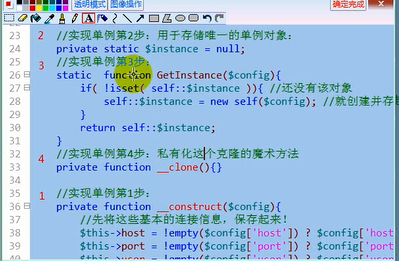 透明模式 图像操作 确定完成
23 2 //实现单例第2步：用于存储唯一的单例对象：
24 private static $instance = null;
25 3 //实现单例第3步：
26 static function GetInstance($config){
27 if( !isset( self::$instance )){ //还没有该对象
28 self::$instance = new self($config); //就创建并存
29 }
30 return self::$instance;
31 }
32 4 //实现单例第4步：私有化这个克隆的魔术方法
33 private function __clone(){}
34
35 1 //实现单例第1步：
36 private function __construct($config){
37 //先将这些基本的连接信息，保存起来！
38 $this->host = !empty($config['host']) ? $config['host
39 $this->port = !empty($config['port']) ? $config['port